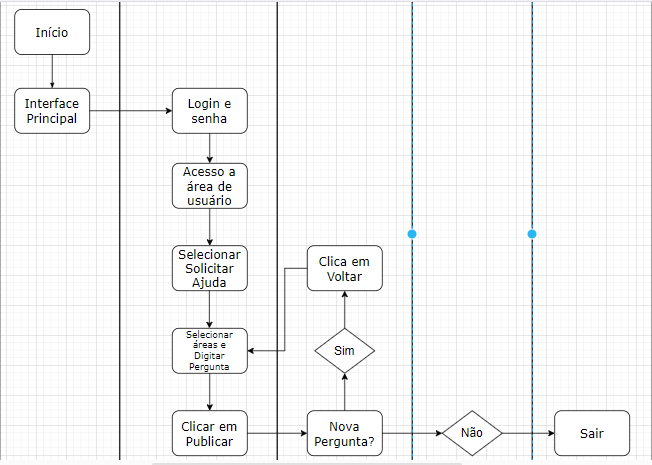 Início
Interface
Principal
Login e
senha
Acesso a
área de
usuário
Selecionar
Solicitar
Ajuda
Clica em
Voltar
Selecionar
áreas e
Digitar
Pergunta
Sim
Clicar em
Publicar
Nova
Pergunta?
Não
Sair